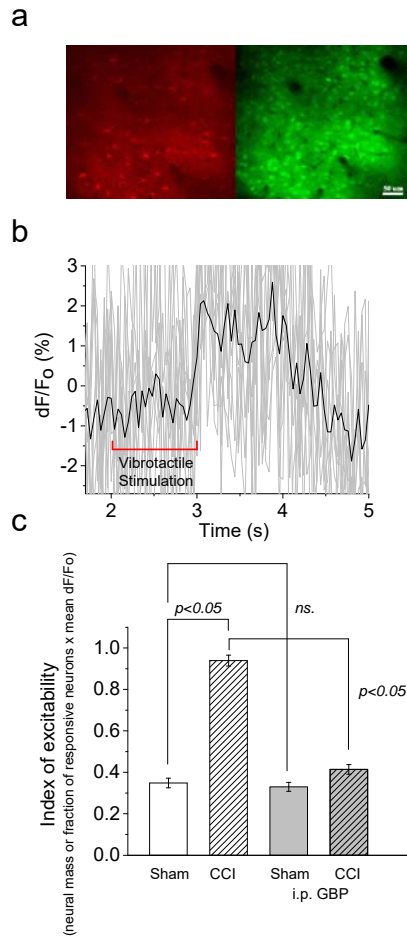 a
50 um
b
dF/Fo (%)
3
2
1
0
-1
-2
Vibrotactile
Stimulation
2
3
4
5
Time (s)
c
p<0.05
ns.
p<0.05
Index of excitability
(neural mass or fraction of responsive neurons x mean dF/Fo)
1.0
0.8
0.6
0.4
0.2
0.0
Sham
CCI
Sham
CCI
i.p. GBP